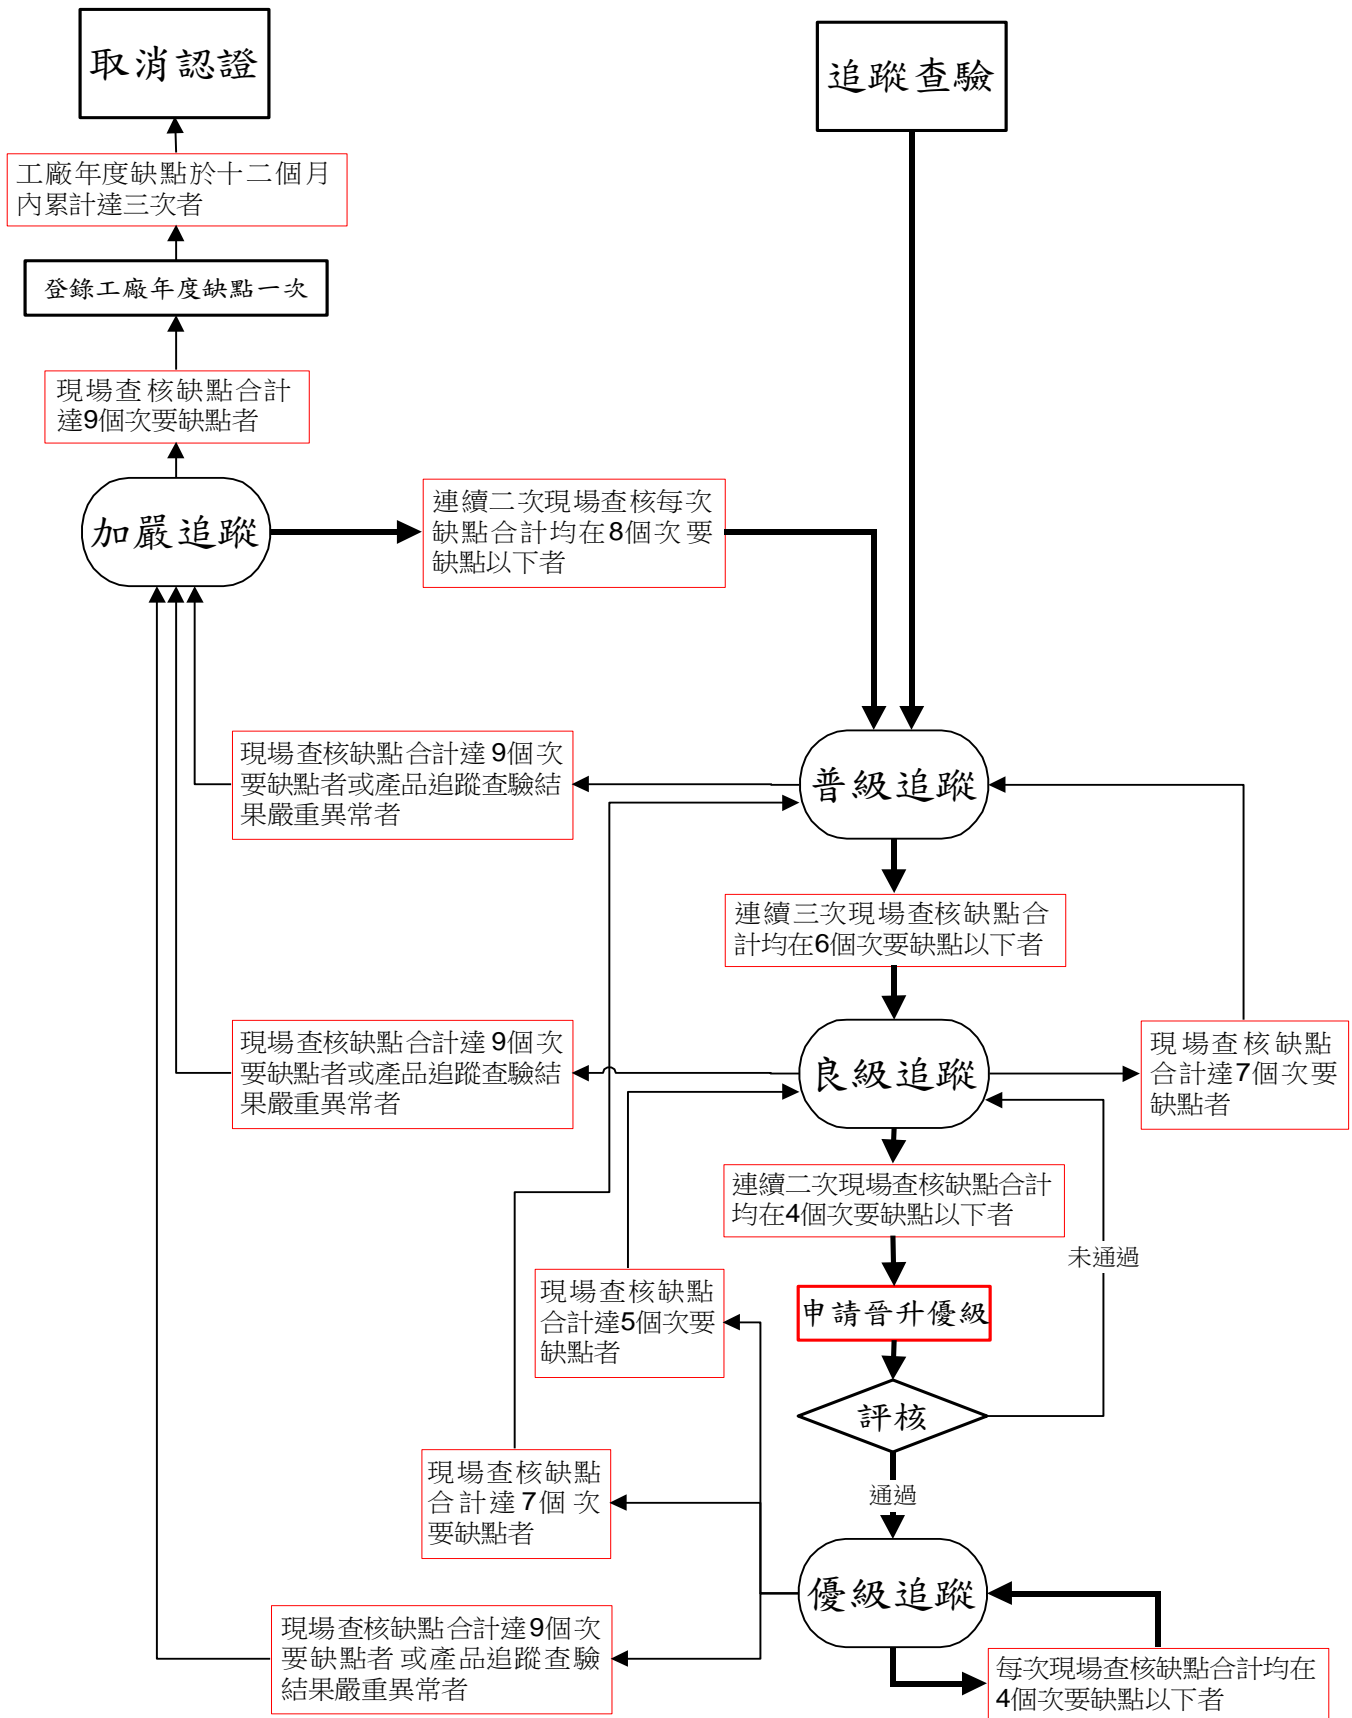 取消認證
追蹤查驗
工廠年度缺點於十二個月
內累計達三次者
登錄工廠年度缺點一次
現場查核缺點合計
達9個次要缺點者
加嚴追蹤
連續二次現場查核每次
缺點合計均在8個次要
缺點以下者
現場查核缺點合計達9個次
要缺點者或產品追蹤查驗結
果嚴重異常者
普級追蹤
連續三次現場查核缺點合
計均在6個次要缺點以下者
現場查核缺點合計達9個次
要缺點者或產品追蹤查驗結
果嚴重異常者
良級追蹤
現場查核缺點
合計達7個次要
缺點者
連續二次現場查核缺點合計
均在4個次要缺點以下者
未通過
現場查核缺點
合計達5個次要
缺點者
申請晉升優級
評核
現場查核缺點
合計達7個次
要缺點者
通過
優級追蹤
現場查核缺點合計達9個次
要缺點者或產品追蹤查驗
結果嚴重異常者
每次現場查核缺點合計均在
4個次要缺點以下者